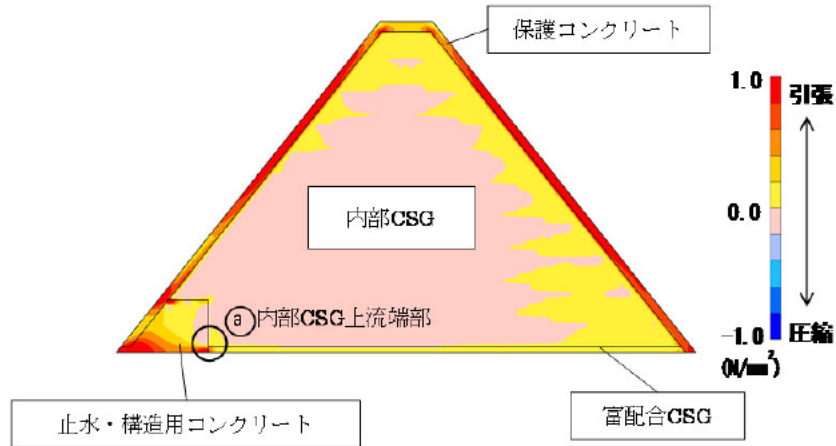 保護コンクリート
1.0
引張
内部CSG
0.0
ⓐ内部CSG上流端部
-1.0
圧縮
(N/mm²)
止水・構造用コンクリート
富配合CSG